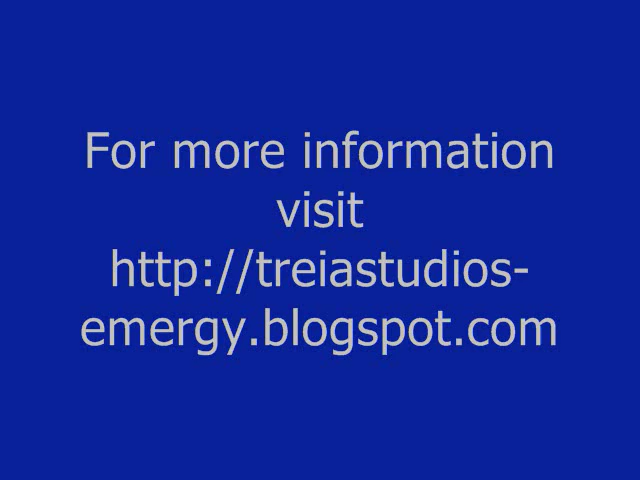 For more information
visit
http://treiastudios-
emergy.blogspot.com